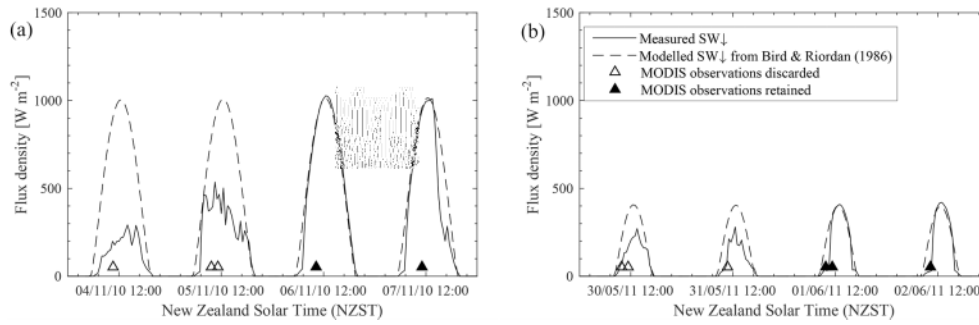 (a)
1500
1000
500
0
Flux density [W m⁻²]
04/11/10 12:00 05/11/10 12:00 06/11/10 12:00 07/11/10 12:00
New Zealand Solar Time (NZST)
(b)
1500
1000
500
0
Flux density [W m⁻²]
Measured SW↓
Modelled SW↓ from Bird & Riordan (1986)
MODIS observations discarded
MODIS observations retained
30/05/11 12:00 31/05/11 12:00 01/06/11 12:00 02/06/11 12:00
New Zealand Solar Time (NZST)